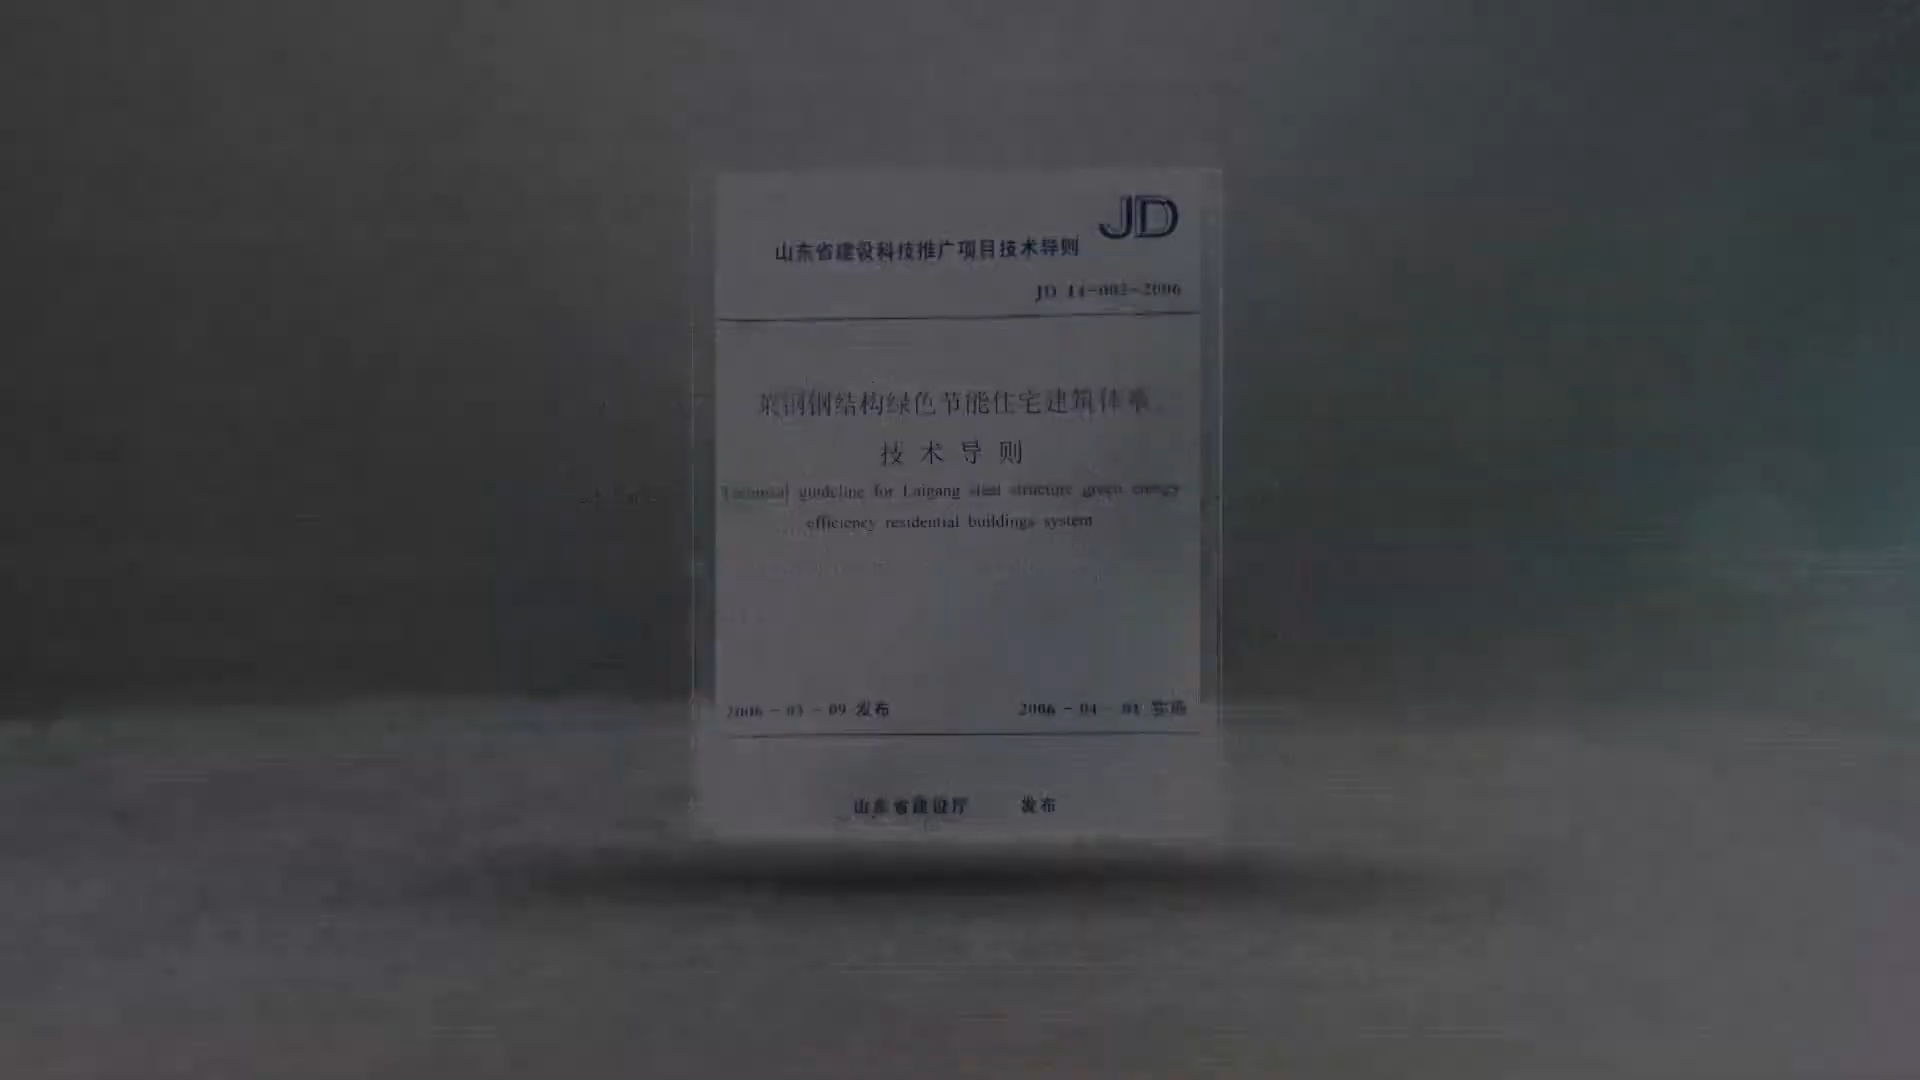 JD
山东省建设科技推广项目技术导则
JD 14-002-2006
莱钢钢结构绿色节能住宅建筑体系
技术导则
Technical guideline for Laigang steel structure green energy
efficiency residential buildings system
2006-03-09 发布
2006-04-01 实施
山东省建设厅 发布